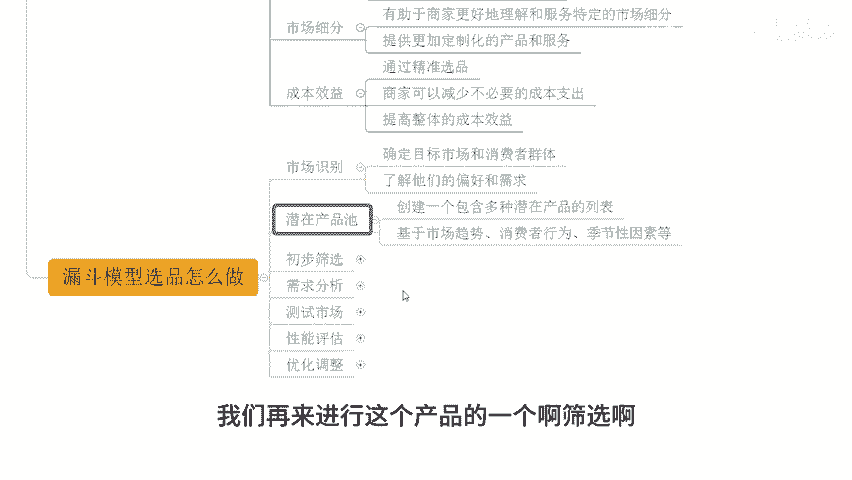 有助于商家更好地理解和服务特定的市场细分
市场细分
提供更加定制化的产品和服务
通过精准选品
成本效益
商家可以减少不必要的成本支出
提高整体的成本效益
确定目标市场和消费者群体
市场识别
了解他们的偏好和需求
创建一个包含多种潜在产品的列表
潜在产品池
基于市场趋势、消费者行为、季节性因素等
初步筛选
漏斗模型选品怎么做
需求分析
测试市场
性能评估
优化调整
我们再来进行这个产品的一个啊筛选啊